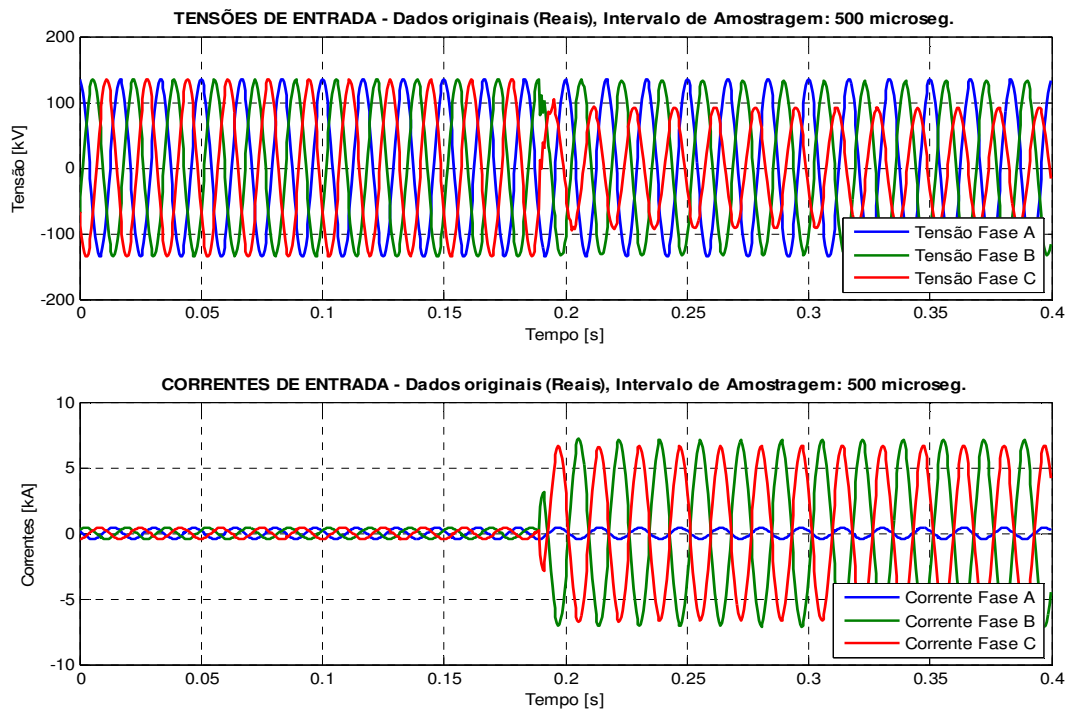 TENSÕES DE ENTRADA - Dados originais (Reais), Intervalo de Amostragem: 500 microseg.
200
100
0
-100
-200
Tensão [kV]
Tensão Fase A
Tensão Fase B
Tensão Fase C
0 0.05 0.1 0.15 0.2 0.25 0.3 0.35 0.4
Tempo [s]
CORRENTES DE ENTRADA - Dados originais (Reais), Intervalo de Amostragem: 500 microseg.
10
5
0
-5
-10
Correntes [kA]
Corrente Fase A
Corrente Fase B
Corrente Fase C
0 0.05 0.1 0.15 0.2 0.25 0.3 0.35 0.4
Tempo [s]